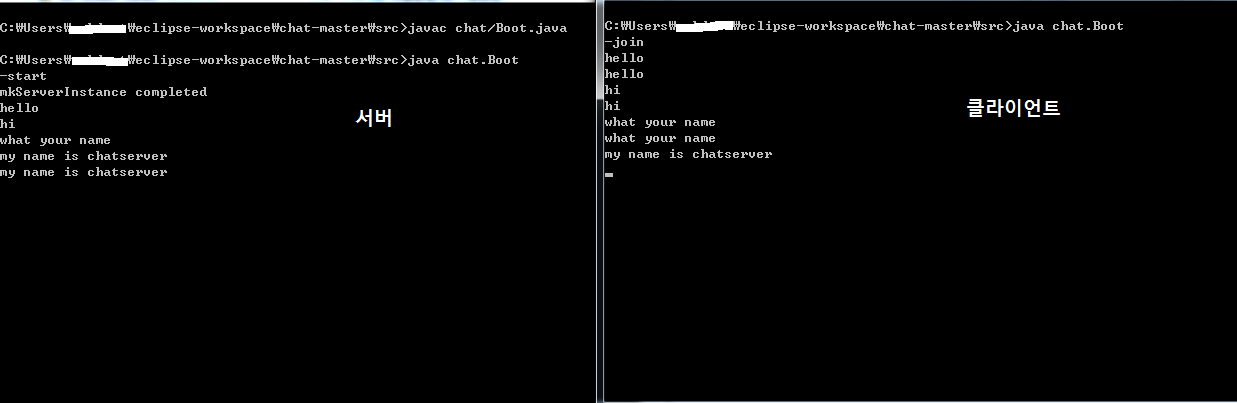 C:₩Users₩ ₩eclipse-workspace₩chat-master₩src>javac chat/Boot.java
C:₩Users₩ ₩eclipse-workspace₩chat-master₩src>java chat.Boot
-start
mkServerInstance completed
hello
hi
what your name
my name is chatserver
my name is chatserver
서버
C:₩Users₩ ₩eclipse-workspace₩chat-master₩src>java chat.Boot
-join
hello
hello
hi
hi
what your name
what your name
my name is chatserver
클라이언트